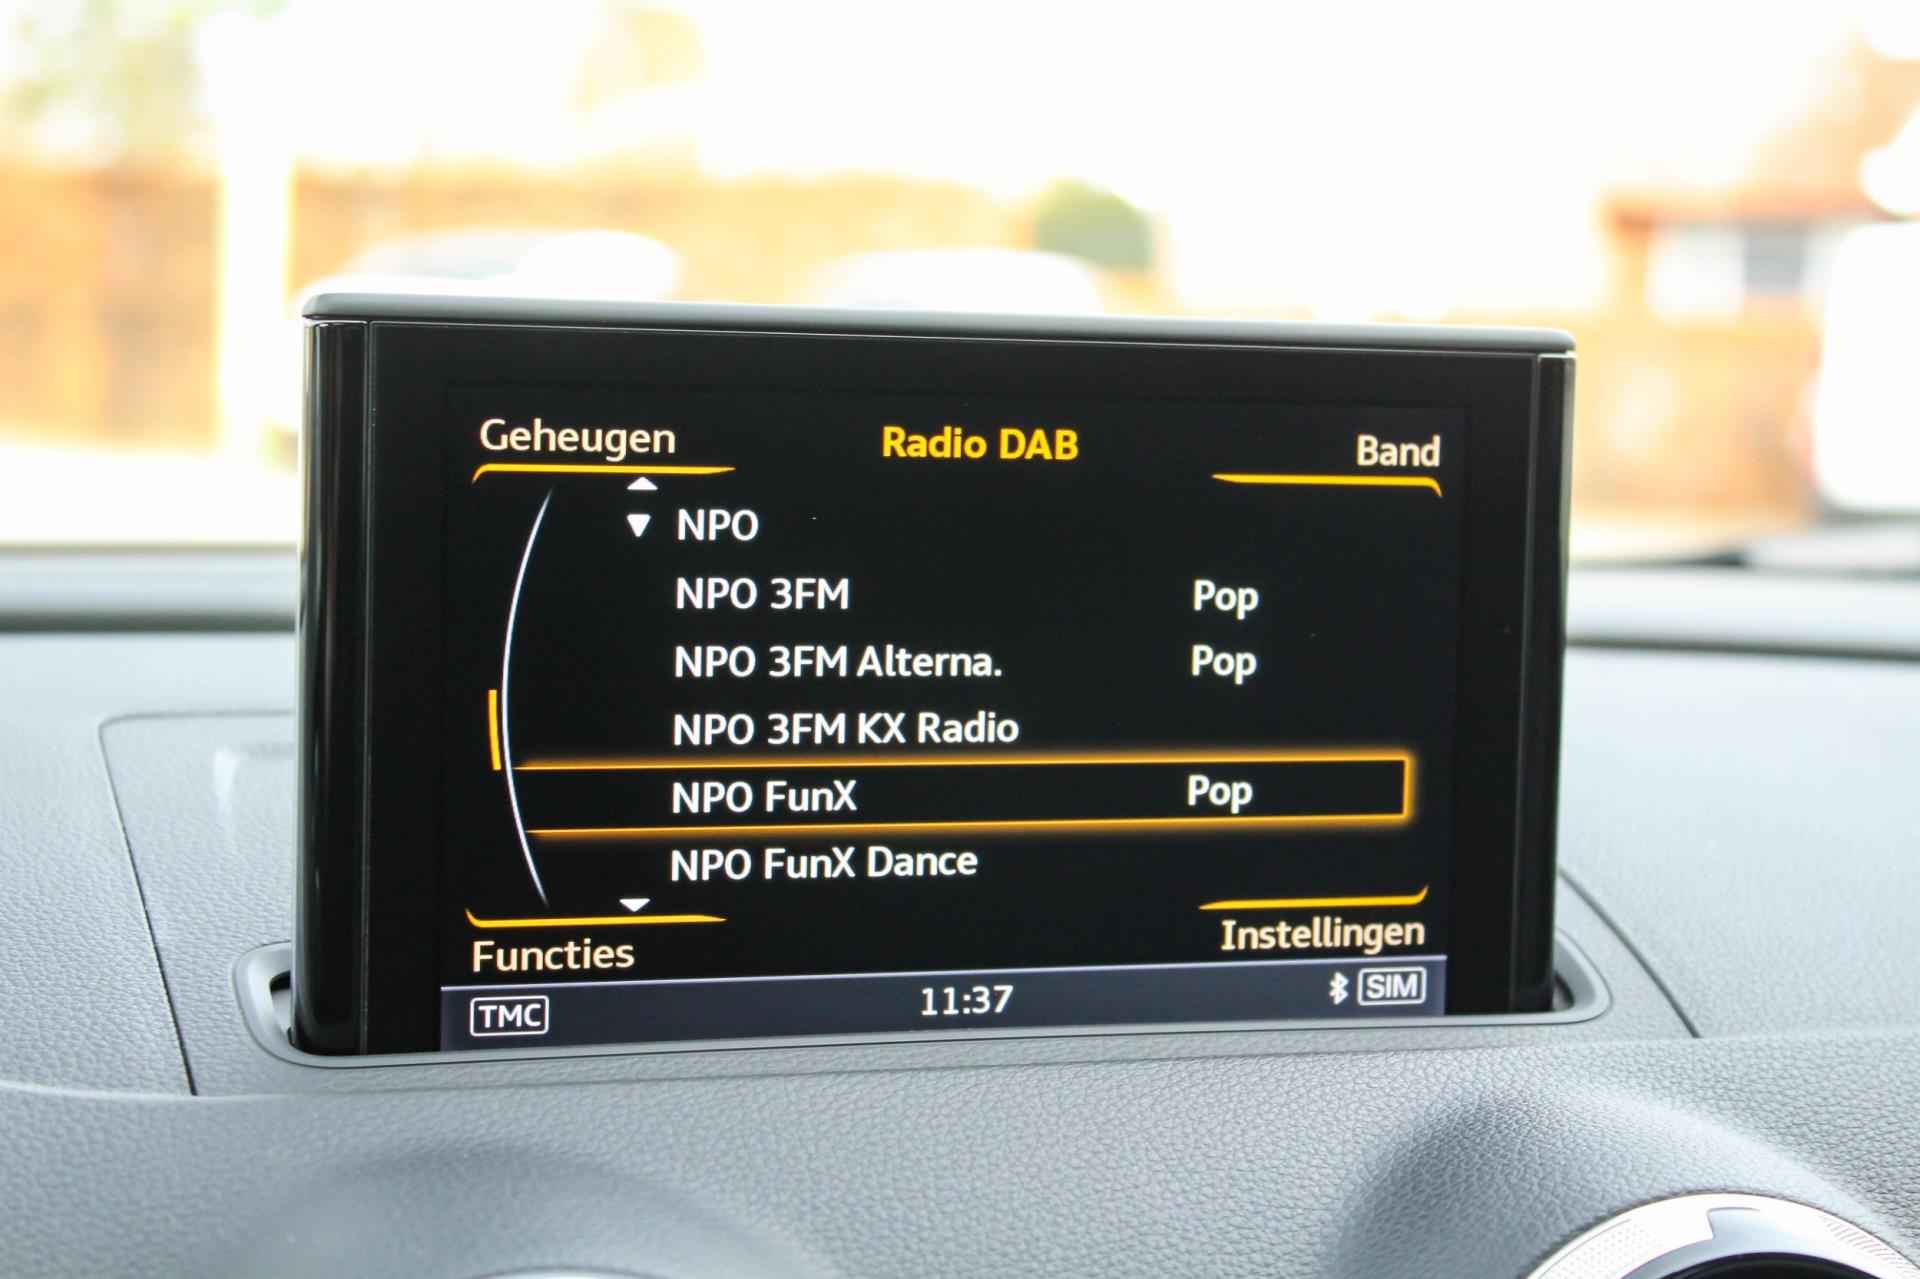 Geheugen Radio DAB Band
NPO
NPO 3FM Pop
NPO 3FM Alterna. Pop
NPO 3FM KX Radio
NPO FunX Pop
NPO FunX Dance
Functies Instellingen
TMC 11:37 SIM